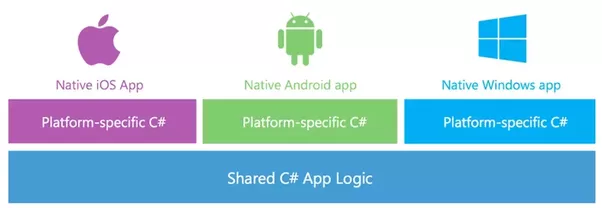 Native iOS App
Native Android app
Native Windows app
Platform-specific C#
Platform-specific C#
Platform-specific C#
Shared C# App Logic